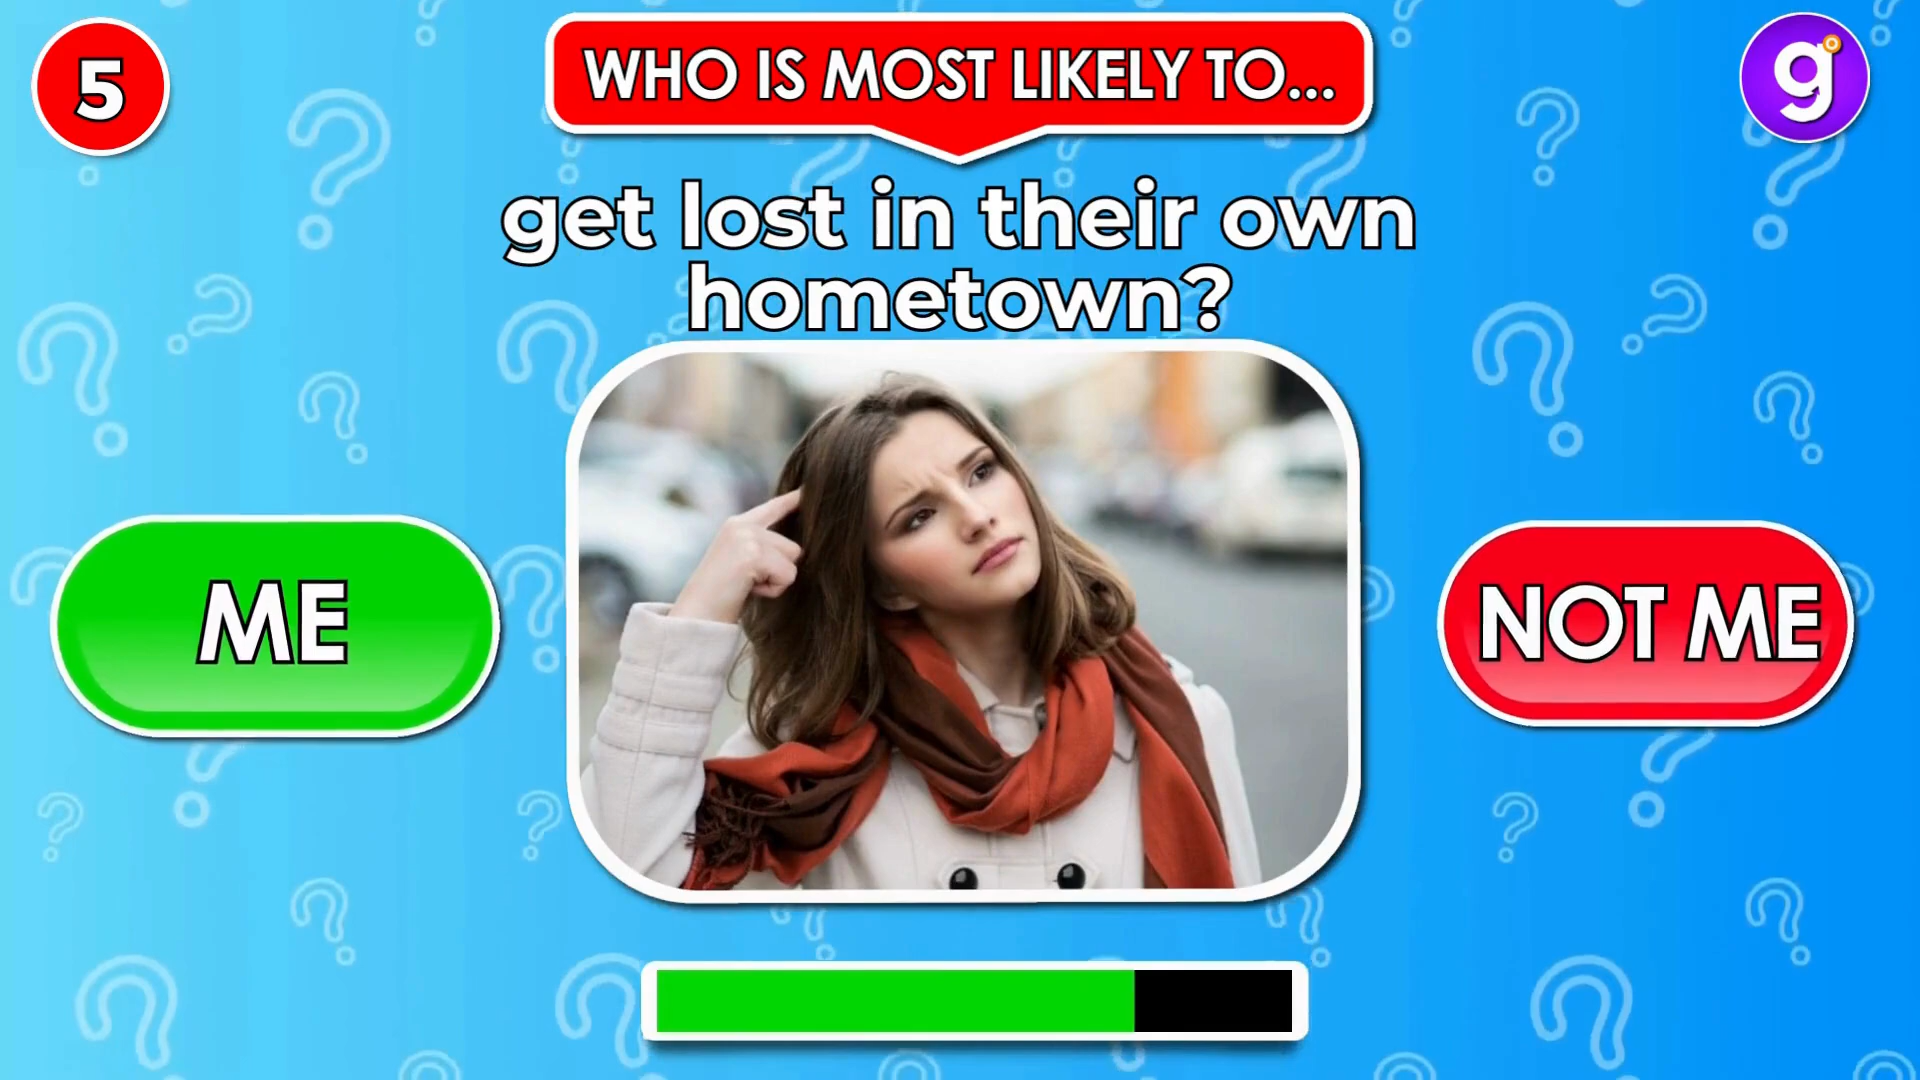 5
WHO IS MOST LIKELY TO...
g
get lost in their own
hometown?
ME
NOT ME